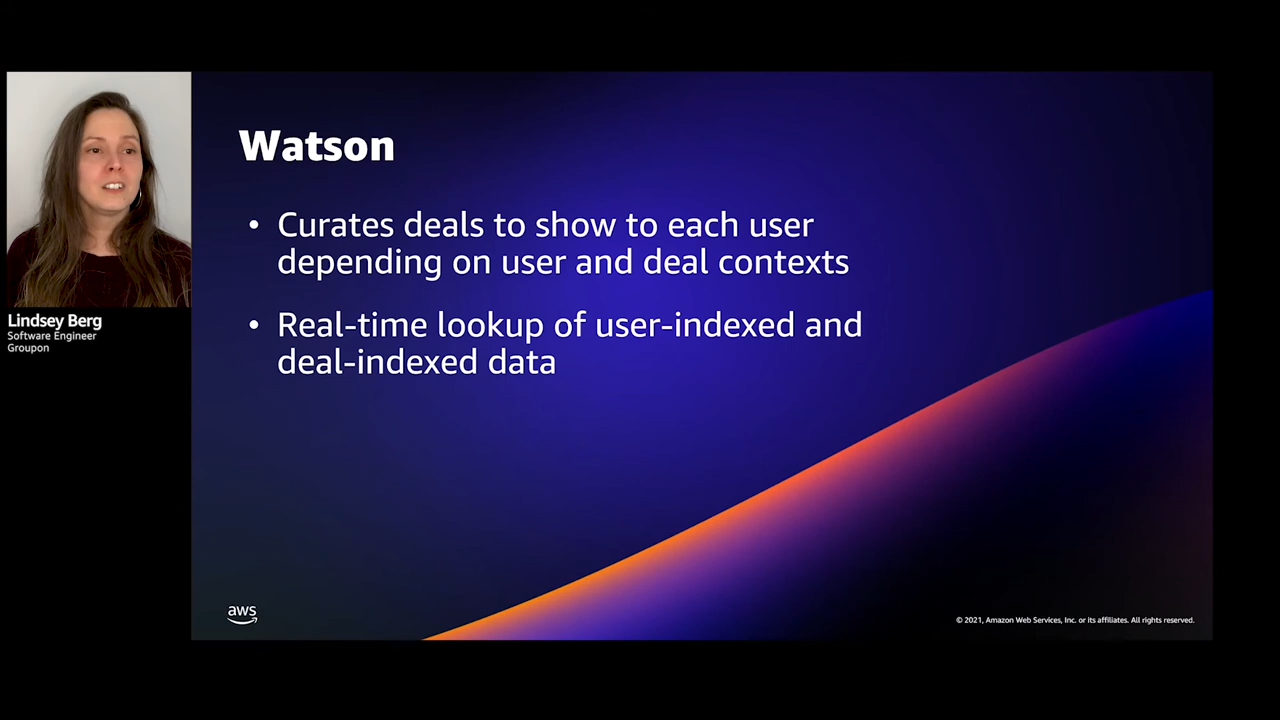 Watson
• Curates deals to show to each user
depending on user and deal contexts
• Real-time lookup of user-indexed and
deal-indexed data
Lindsey Berg
Software Engineer
Groupon
aws
© 2021, Amazon Web Services, Inc. or its affiliates. All rights reserved.